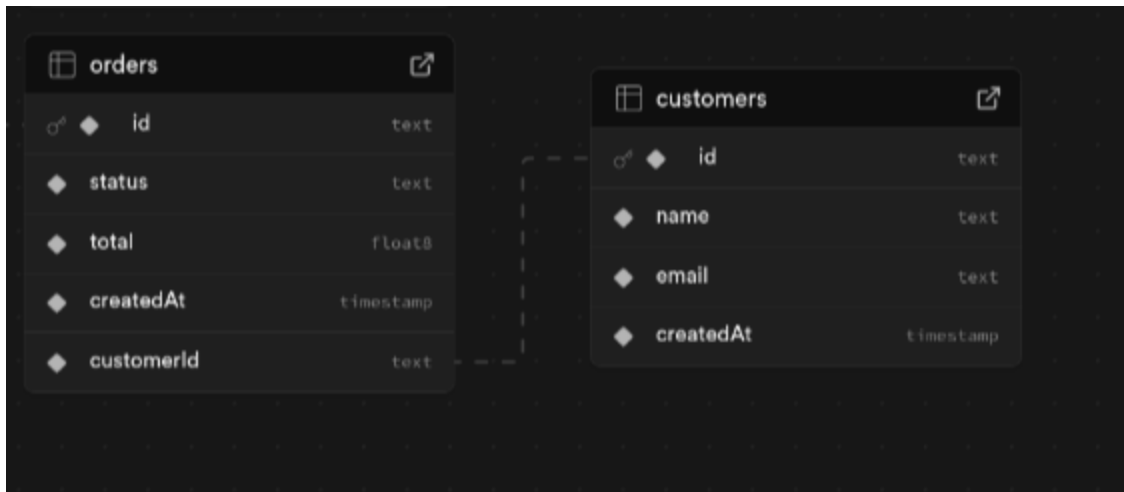 orders
id text
status text
total float8
createdAt timestamp
customerId text
customers
id text
name text
email text
createdAt timestamp